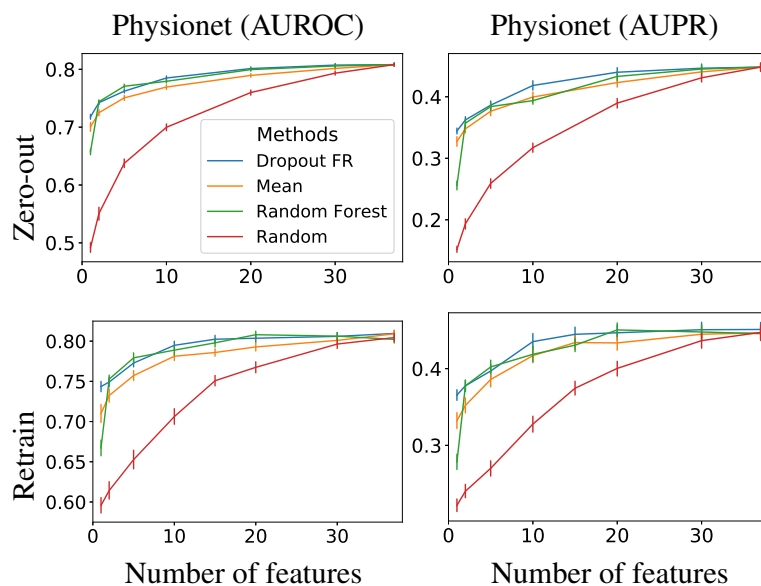 Physionet (AUROC)
Physionet (AUPR)
Zero-out
0.8
0.7
0.6
0.5
0
10
20
30
Methods
Dropout FR
Mean
Random Forest
Random
0.4
0.3
0.2
0
10
20
30
Retrain
0.80
0.75
0.70
0.65
0.60
0
10
20
30
Number of features
0.4
0.3
0
10
20
30
Number of features